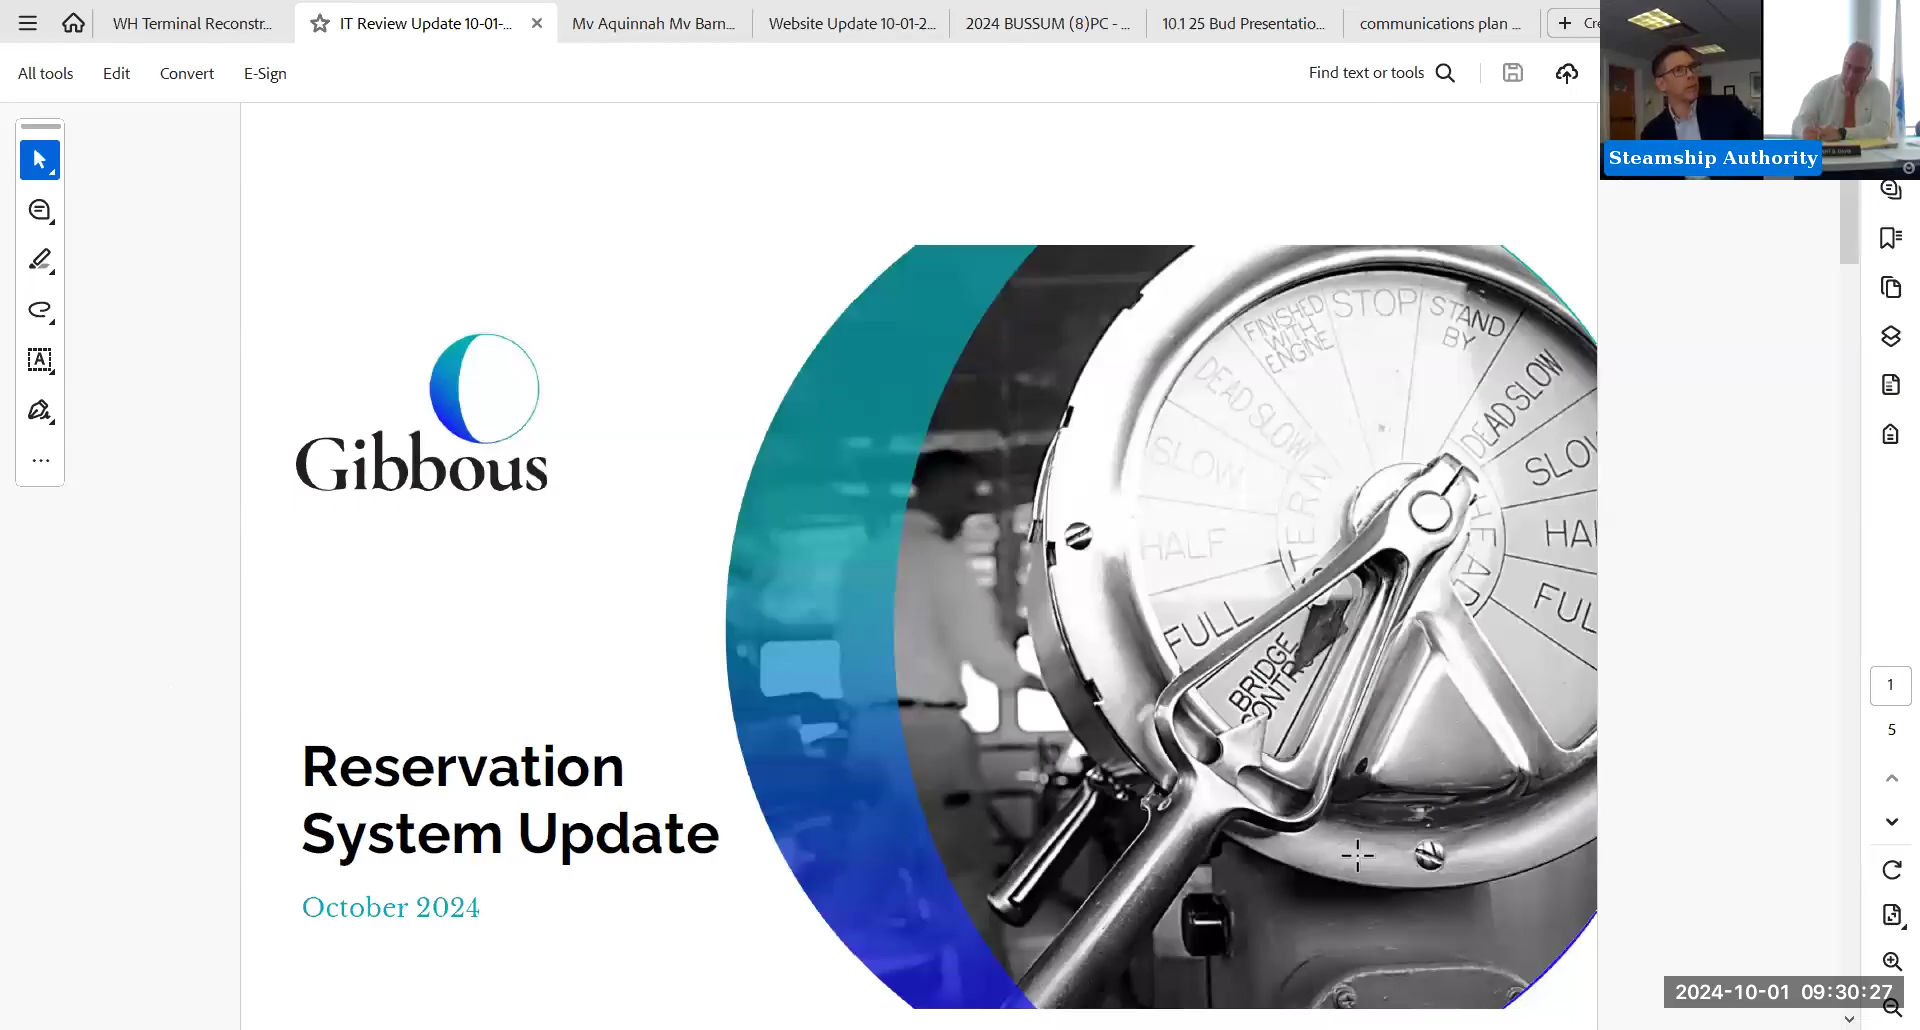 WH Terminal Reconstr...
IT Review Update 10-01-...
Mv Aquinnah Mv Barn...
Website Update 10-01-2...
2024 BUSSUM (8)PC - ...
10.1 25 Bud Presentatio...
communications plan ...
+ Cre
All tools
Edit
Convert
E-Sign
Find text or tools
Steamship Authority
Gibbous
Reservation
System Update
October 2024
FINISHED
WITH
ENGINE
STOP
STAND
BY
DEAD SLOW
DEAD SLOW
SLOW
SLOW
HALF
HAL
FULL
FUL
BRIDGE
1
5
2024-10-01 09:30:27